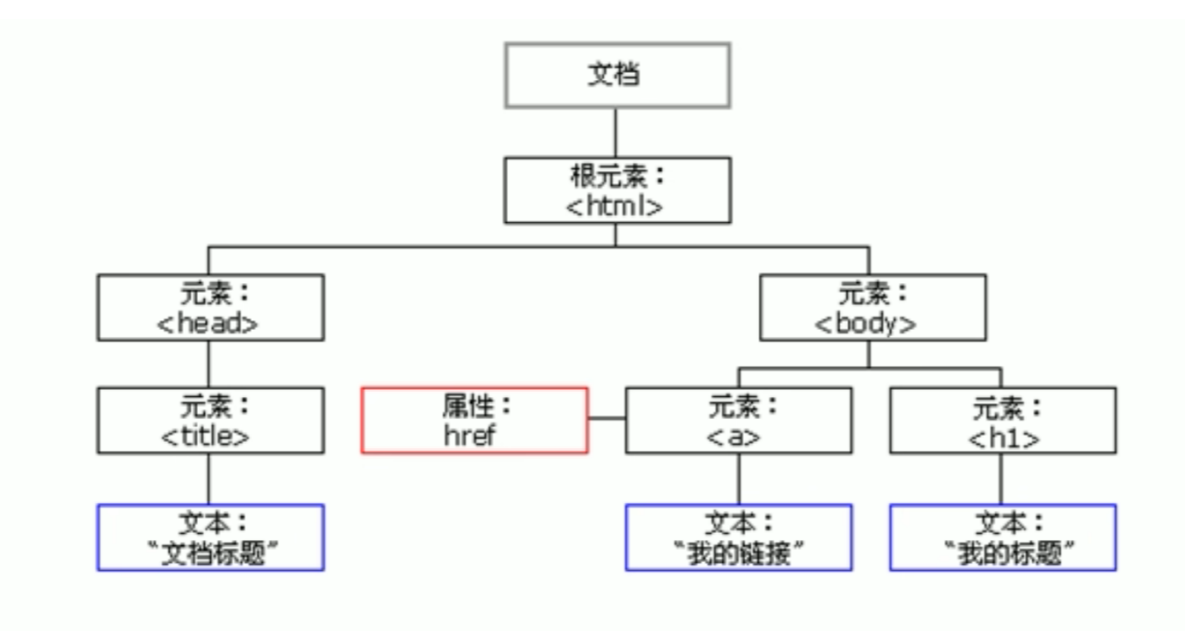 文档
根元素：
<html>
元素：
<head>
元素：
<body>
元素：
<title>
属性：
href
元素：
<a>
元素：
<h1>
文本：
"文档标题"
文本：
"我的链接"
文本：
"我的标题"